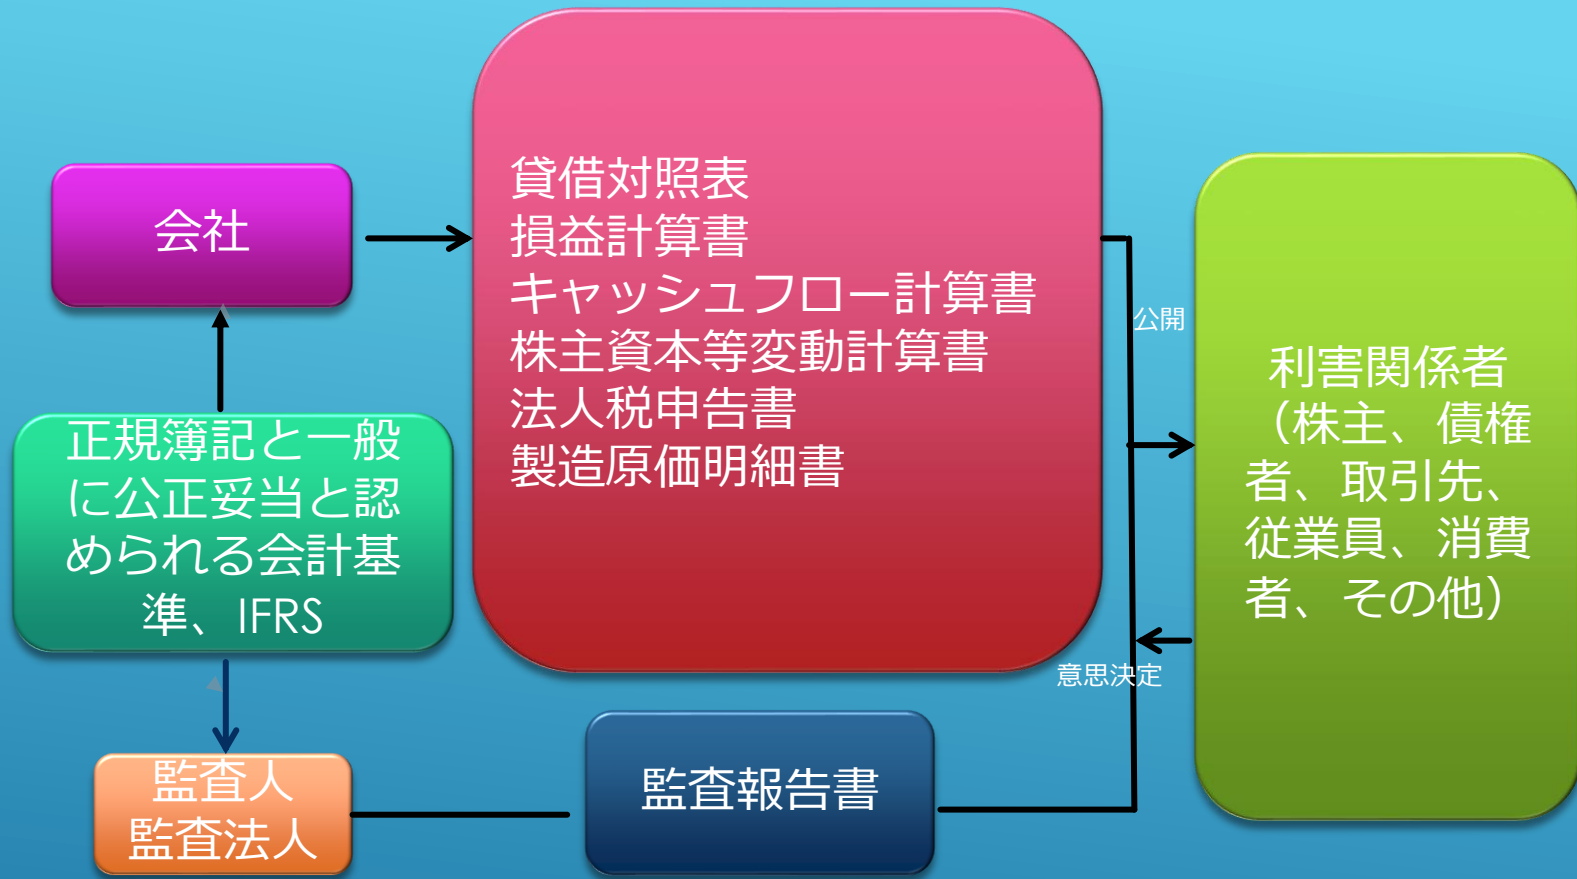 会社
正規簿記と一般
に公正妥当と認
められる会計基
準、IFRS
監査人
監査法人
貸借対照表
損益計算書
キャッシュフロー計算書
株主資本等変動計算書
法人税申告書
製造原価明細書
監査報告書
公開
意思決定
利害関係者
（株主、債権
者、取引先、
従業員、消費
者、その他）